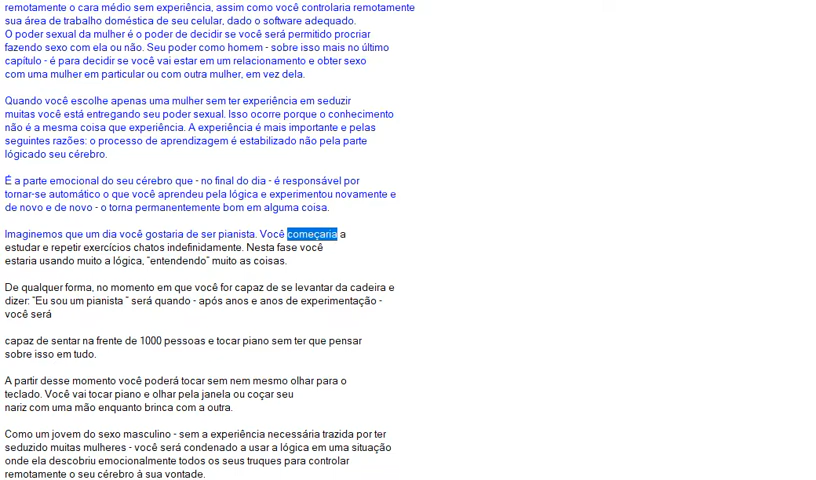 remotamente o cara médio sem experiência, assim como você controlaria remotamente
sua área de trabalho doméstica de seu celular, dado o software adequado.
O poder sexual da mulher é o poder de decidir se você será permitido procriar
fazendo sexo com ela ou não. Seu poder como homem - sobre isso mais no último
capítulo - é para decidir se você vai estar em um relacionamento e obter sexo
com uma mulher em particular ou com outra mulher, em vez dela.
Quando você escolhe apenas uma mulher sem ter experiência em seduzir
muitas você está entregando seu poder sexual. Isso ocorre porque o conhecimento
não é a mesma coisa que experiência. A experiência é mais importante e pelas
seguintes razões: o processo de aprendizagem é estabilizado não pela parte
lógicado seu cérebro.
É a parte emocional do seu cérebro que - no final do dia - é responsável por
tornar-se automático o que você aprendeu pela lógica e experimentou novamente e
de novo e de novo - o torna permanentemente bom em alguma coisa.
Imaginemos que um dia você gostaria de ser pianista. Você começaria a
estudar e repetir exercícios chatos indefinidamente. Nesta fase você
estaria usando muito a lógica, "entendendo" muito as coisas.
De qualquer forma, no momento em que você for capaz de se levantar da cadeira e
dizer: "Eu sou um pianista " será quando - após anos e anos de experimentação -
você será
capaz de sentar na frente de 1000 pessoas e tocar piano sem ter que pensar
sobre isso em tudo.
A partir desse momento você poderá tocar sem nem mesmo olhar para o
teclado. Você vai tocar piano e olhar pela janela ou coçar seu
nariz com uma mão enquanto brinca com a outra.
Como um jovem do sexo masculino - sem a experiência necessária trazida por ter
seduzido muitas mulheres - você será condenado a usar a lógica em uma situação
onde ela descobriu emocionalmente todos os seus truques para controlar
remotamente o seu cérebro à sua vontade.